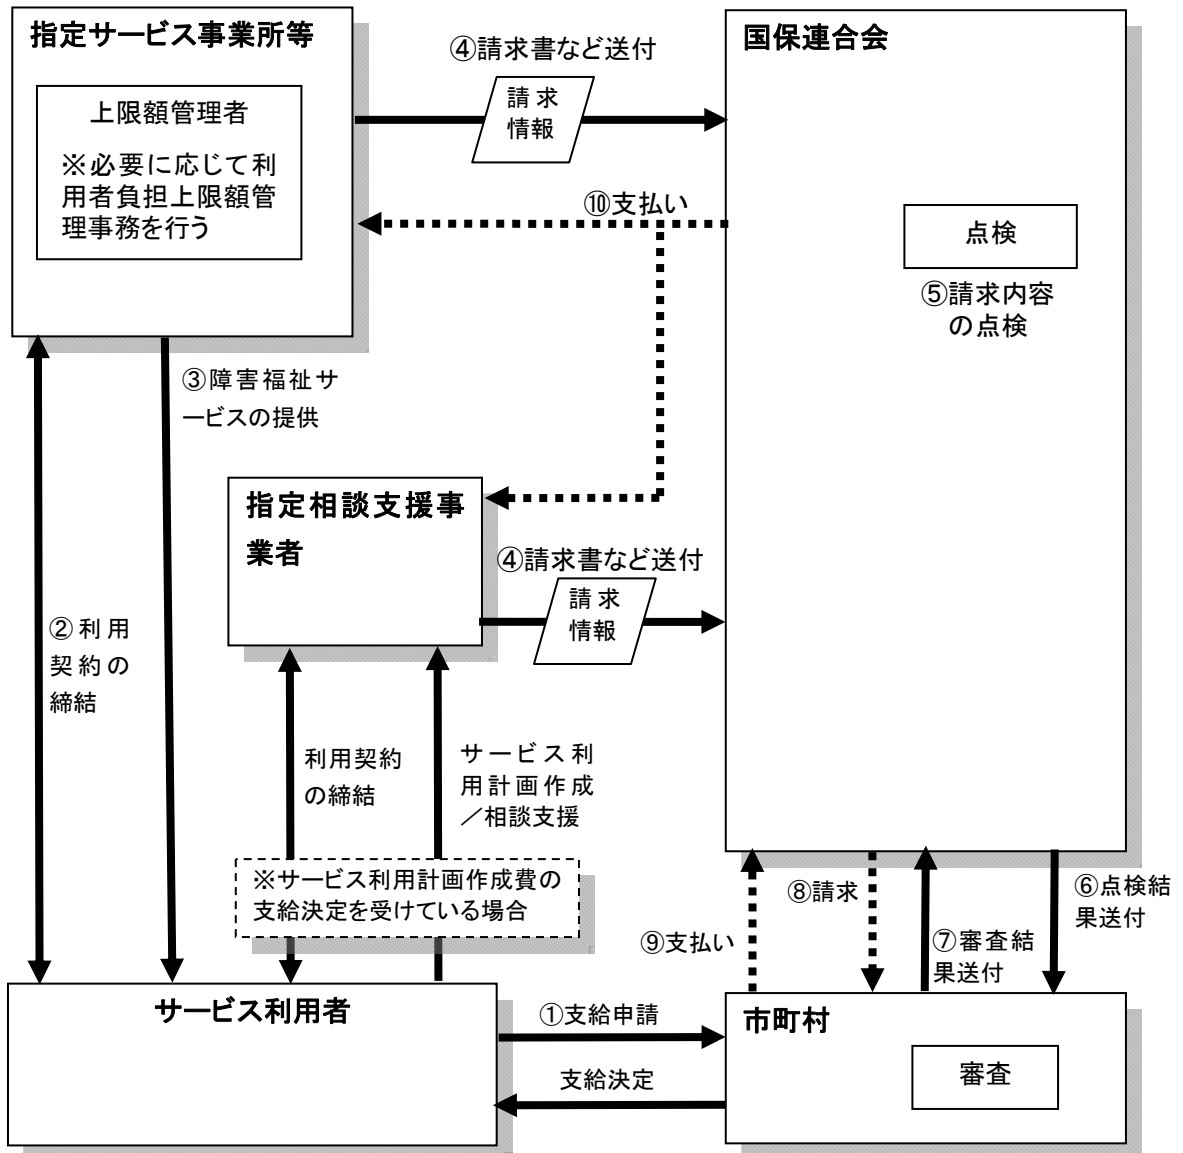 指定サービス事業所等
上限額管理者
※必要に応じて利
用者負担上限額管
理事務を行う
④請求書など送付
請求
情報
国保連合会
⑩支払い
点検
⑤請求内容
の点検
③障害福祉サ
ービスの提供
指定相談支援事
業者
④請求書など送付
請求
情報
②利用
契約の
締結
利用契約
の締結
サービス利
用計画作成
／相談支援
※サービス利用計画作成費の
支給決定を受けている場合
⑧請求
⑥点検結
果送付
⑨支払い
⑦審査結
果送付
サービス利用者
①支給申請
支給決定
市町村
審査